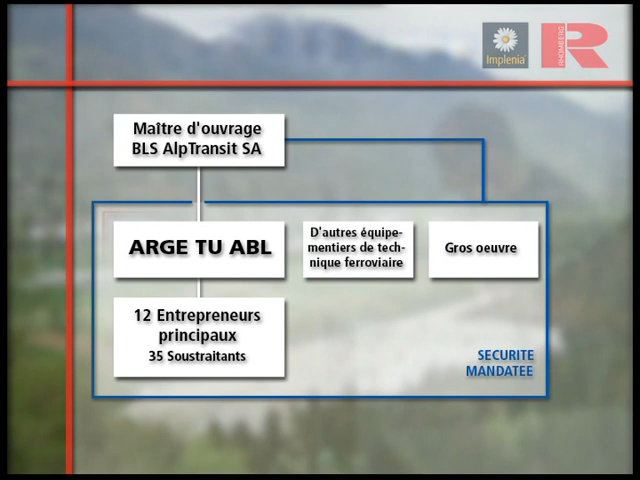 Implenia
RHOMBERG
Maître d'ouvrage
BLS AlpTransit SA
ARGE TU ABL
D'autres équipe-
mentiers de tech-
nique ferroviaire
Gros oeuvre
12 Entrepreneurs
principaux
35 Soustraitants
SECURITE
MANDATEE